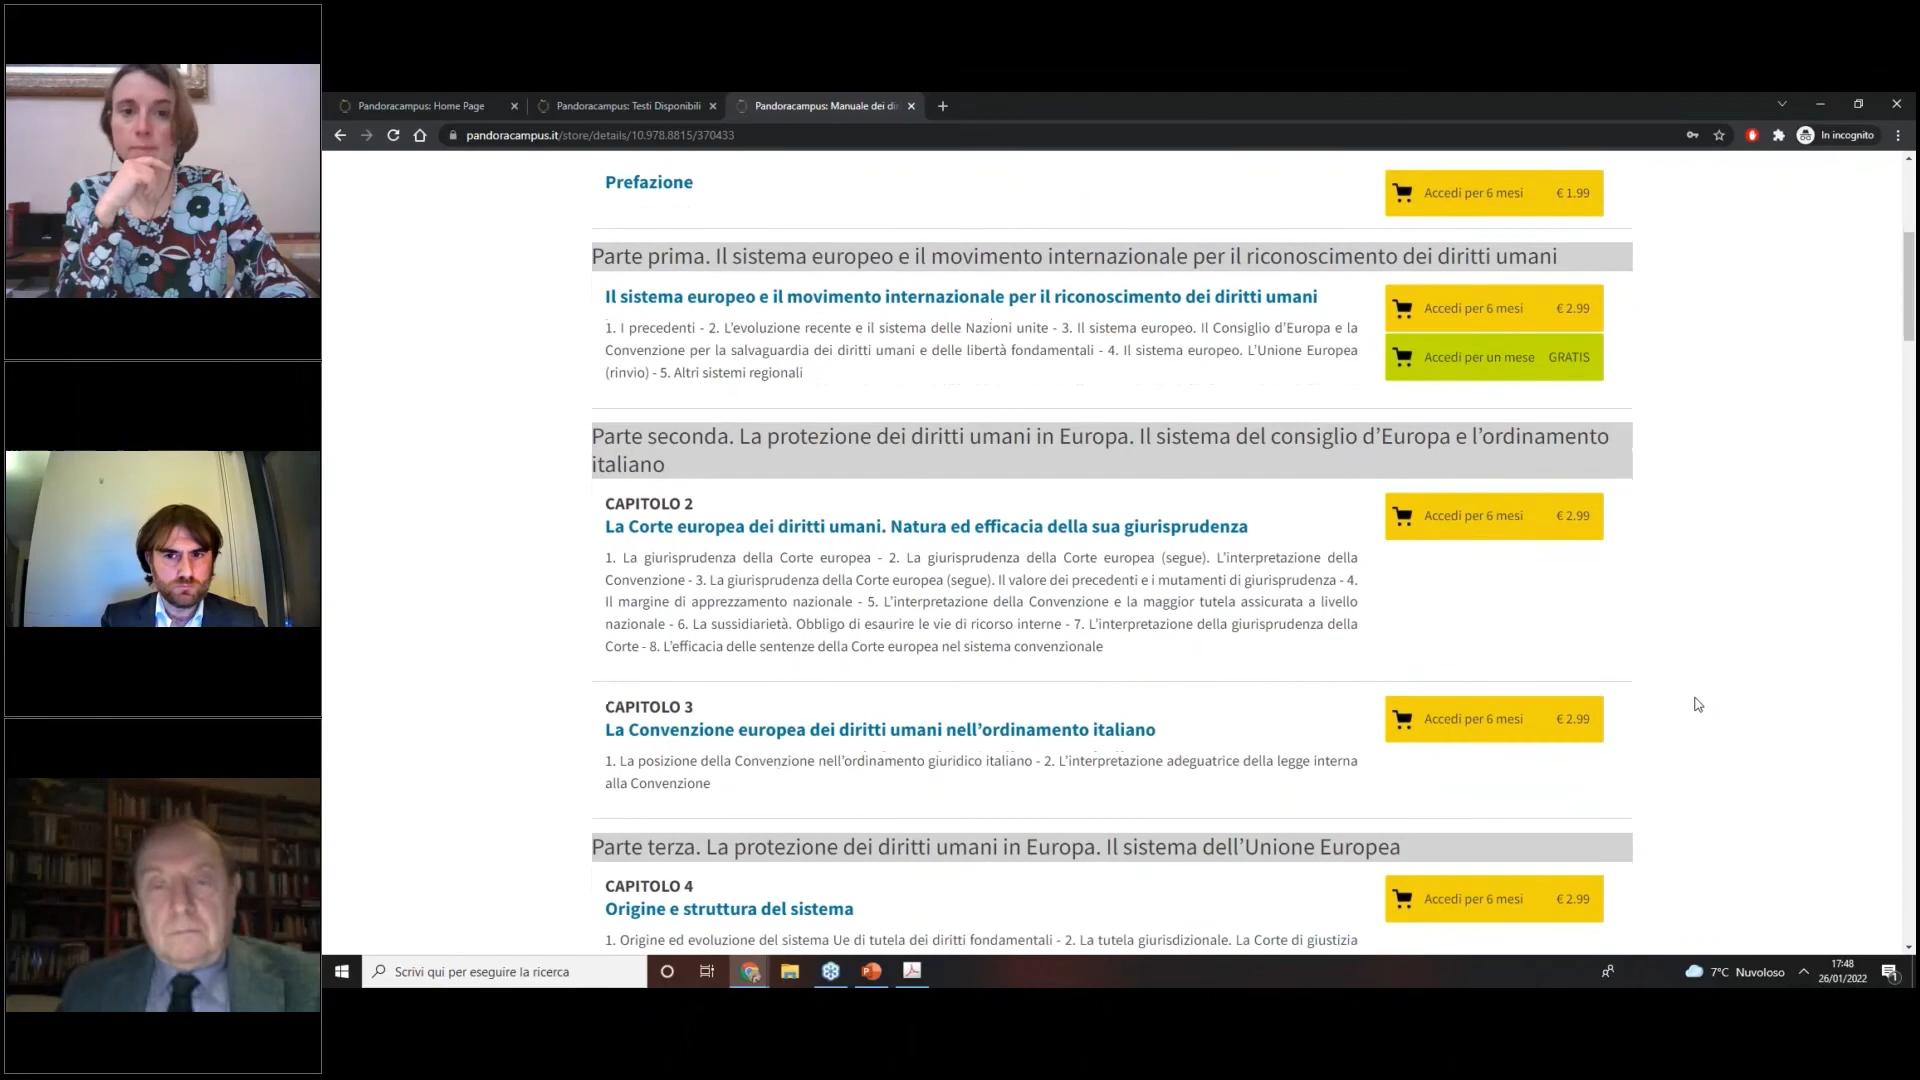 Pandoracampus: Home Page
Pandoracampus: Testi Disponibili
Pandoracampus: Manuale dei di
pandoracampus.it/store/details/10.978.8815/370433
In incognito
Prefazione
Accedi per 6 mesi € 1.99
Parte prima. Il sistema europeo e il movimento internazionale per il riconoscimento dei diritti umani
Il sistema europeo e il movimento internazionale per il riconoscimento dei diritti umani
Accedi per 6 mesi € 2.99
1. I precedenti - 2. L’evoluzione recente e il sistema delle Nazioni unite - 3. Il sistema europeo. Il Consiglio d’Europa e la
Convenzione per la salvaguardia dei diritti umani e delle libertà fondamentali - 4. Il sistema europeo. L’Unione Europea
(rinvio) - 5. Altri sistemi regionali
Accedi per un mese GRATIS
Parte seconda. La protezione dei diritti umani in Europa. Il sistema del consiglio d’Europa e l’ordinamento
italiano
CAPITOLO 2
La Corte europea dei diritti umani. Natura ed efficacia della sua giurisprudenza
Accedi per 6 mesi € 2.99
1. La giurisprudenza della Corte europea - 2. La giurisprudenza della Corte europea (segue). L’interpretazione della
Convenzione - 3. La giurisprudenza della Corte europea (segue). Il valore dei precedenti e i mutamenti di giurisprudenza - 4.
Il margine di apprezzamento nazionale - 5. L’interpretazione della Convenzione e la maggior tutela assicurata a livello
nazionale - 6. La sussidiarietà. Obbligo di esaurire le vie di ricorso interne - 7. L’interpretazione della giurisprudenza della
Corte - 8. L’efficacia delle sentenze della Corte europea nel sistema convenzionale
CAPITOLO 3
La Convenzione europea dei diritti umani nell’ordinamento italiano
Accedi per 6 mesi € 2.99
1. La posizione della Convenzione nell’ordinamento giuridico italiano - 2. L’interpretazione adeguatrice della legge interna
alla Convenzione
Parte terza. La protezione dei diritti umani in Europa. Il sistema dell’Unione Europea
CAPITOLO 4
Origine e struttura del sistema
Accedi per 6 mesi € 2.99
1. Origine ed evoluzione del sistema Ue di tutela dei diritti fondamentali - 2. La tutela giurisdizionale. La Corte di giustizia
Scrivi qui per eseguire la ricerca
7°C Nuvoloso
17:48
26/01/2022
1